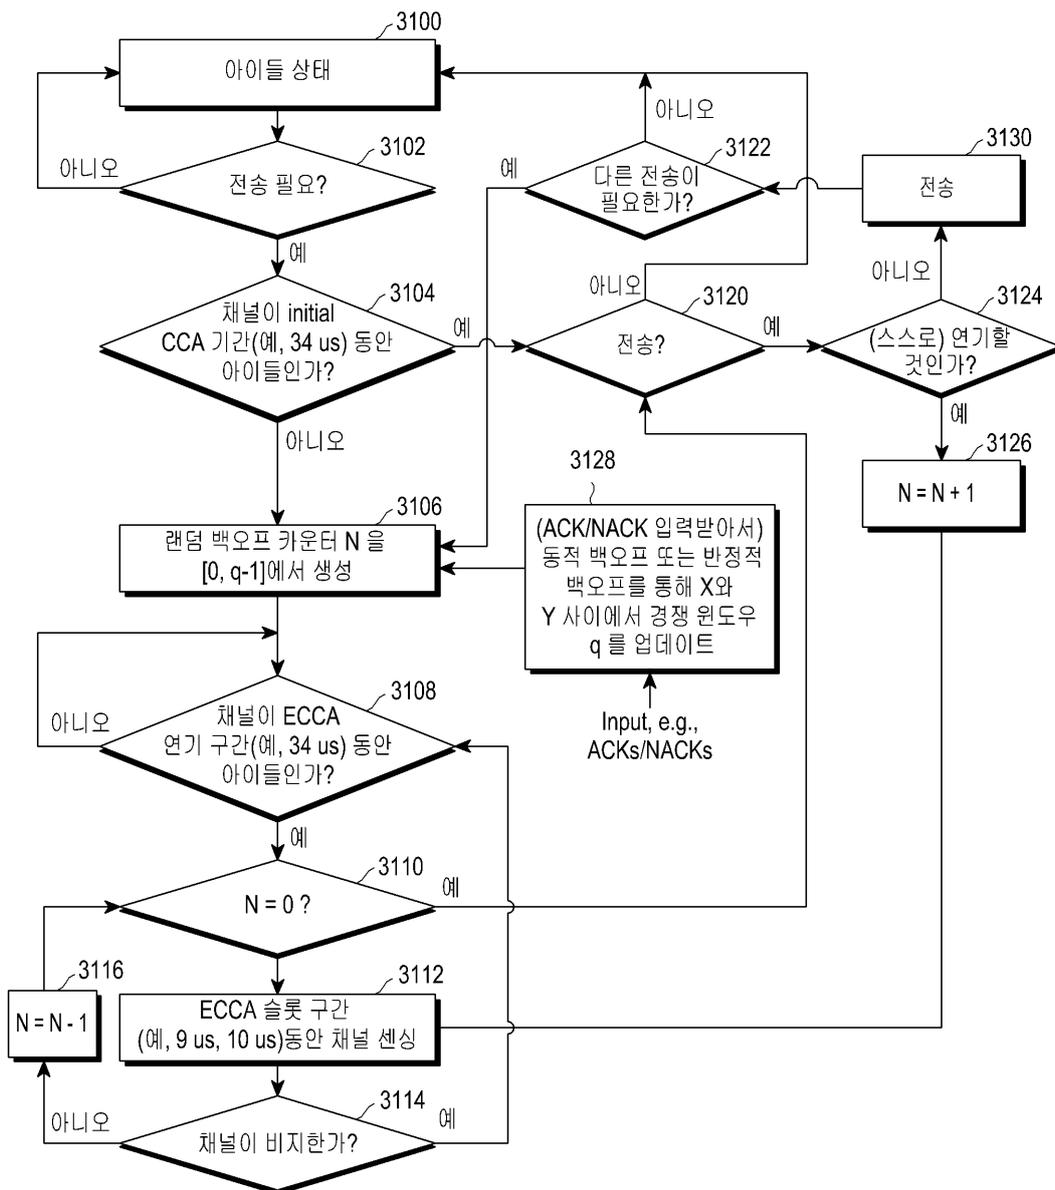 3100
아이들 상태
3102
전송 필요?
아니오
예
3104
채널이 initial
CCA 기간(예, 34 us) 동안
아이들인가?
예
아니오
3122
다른 전송이
필요한가?
아니오
예
3130
전송
3120
전송?
아니오
예
3124
(스스로) 연기할
것인가?
아니오
예
3126
N = N + 1
3106
랜덤 백오프 카운터 N 을
[0, q-1]에서 생성
3128
(ACK/NACK 입력받아서)
동적 백오프 또는 반정적
백오프를 통해 X와
Y 사이에서 경쟁 윈도우
q 를 업데이트
Input, e.g.,
ACKs/NACKs
3108
채널이 ECCA
연기 구간(예, 34 us) 동안
아이들인가?
아니오
예
3110
N = 0 ?
예
3116
N = N - 1
3112
ECCA 슬롯 구간
(예, 9 us, 10 us)동안 채널 센싱
3114
채널이 비지한가?
아니오
예